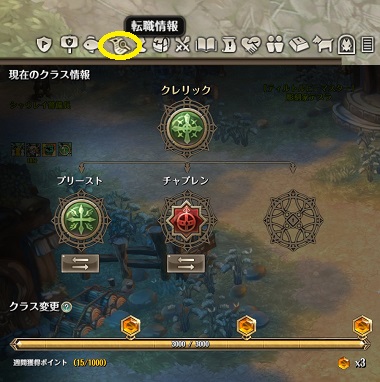 転職情報
現在のクラス情報
クレリック
プリースト
チャプレン
クラス変更 ?
3000 / 3000
週間獲得ポイント (15/1000)
x3